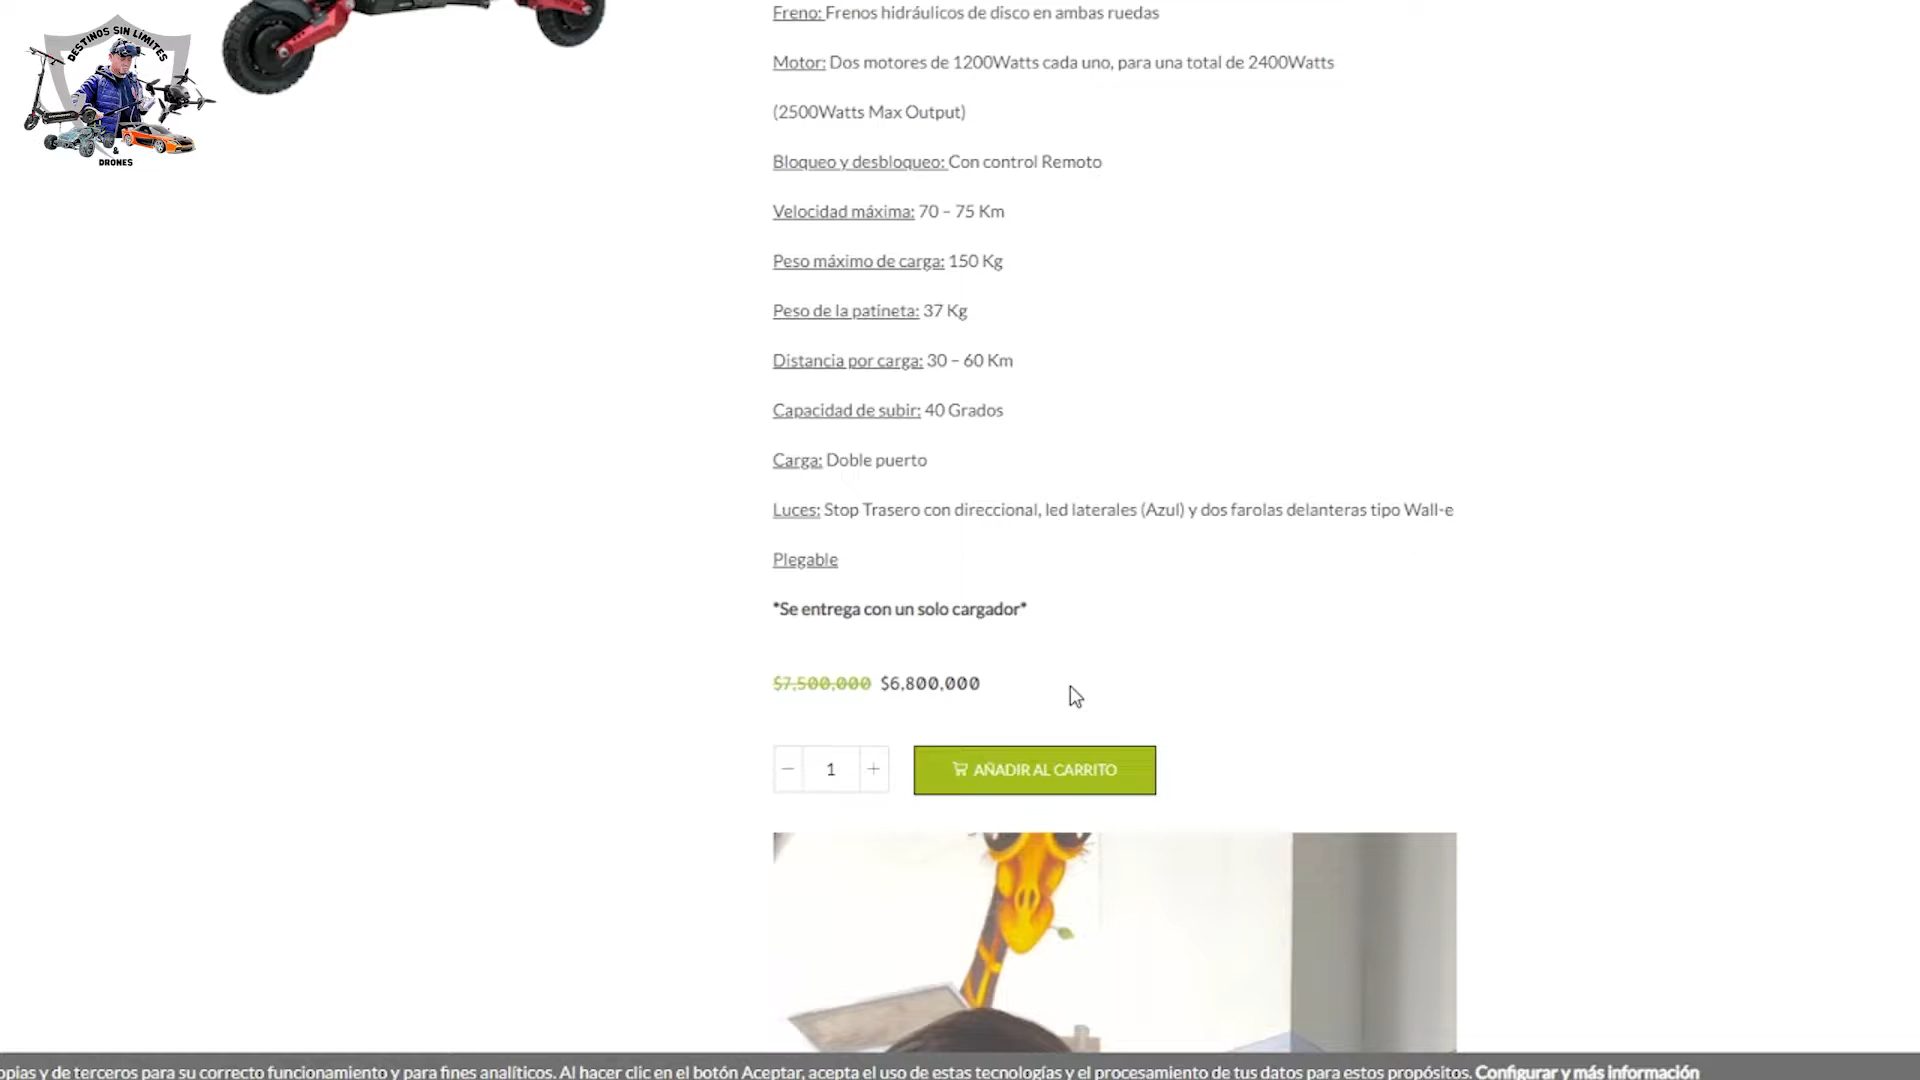 DESTINOS SIN LÍMITES
&
DRONES
Freno: Frenos hidráulicos de disco en ambas ruedas
Motor: Dos motores de 1200Watts cada uno, para una total de 2400Watts
(2500Watts Max Output)
Bloqueo y desbloqueo: Con control Remoto
Velocidad máxima: 70 – 75 Km
Peso máximo de carga: 150 Kg
Peso de la patineta: 37 Kg
Distancia por carga: 30 – 60 Km
Capacidad de subir: 40 Grados
Carga: Doble puerto
Luces: Stop Trasero con direccional, led laterales (Azul) y dos farolas delanteras tipo Wall-e
Plegable
*Se entrega con un solo cargador*
$7,500,000 $6,800,000
− 1 +
AÑADIR AL CARRITO
opias y de terceros para su correcto funcionamiento y para fines analíticos. Al hacer clic en el botón Aceptar, acepta el uso de estas tecnologías y el procesamiento de tus datos para estos propósitos. Configurar y más información